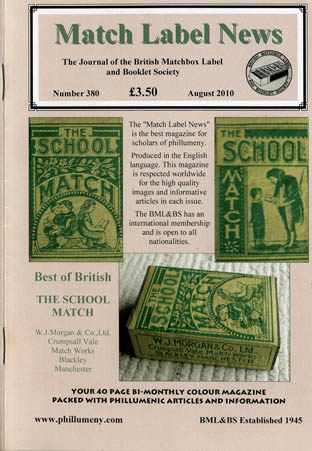 Match Label News
The Journal of the British Matchbox Label
and Booklet Society
Number 380
£3.50
August 2010
The "Match Label News"
is the best magazine for
scholars of phillumeny.
Produced in the English
language. This magazine
is respected worldwide
for the high quality
images and informative
articles in each issue.
The BML&BS has an
international membership
and is open to all
nationalities.
THE
SCHOOL
MATCH
THE
SCHOOL
MATCH
Best of British
THE SCHOOL
MATCH
W.J.Morgan & Co.,Ltd.
Crumpsall Vale
Match Works
Blackley
Manchester
THE
SCHOOL
MATCH
W.J. MORGAN & Co. LTD.
Crumpsall Vale Match Works
BLACKLEY MANCHESTER
YOUR 40 PAGE BI-MONTHLY COLOUR MAGAZINE
PACKED WITH PHILLUMENIC ARTICLES AND INFORMATION
www.phillumeny.com
BML&BS Established 1945